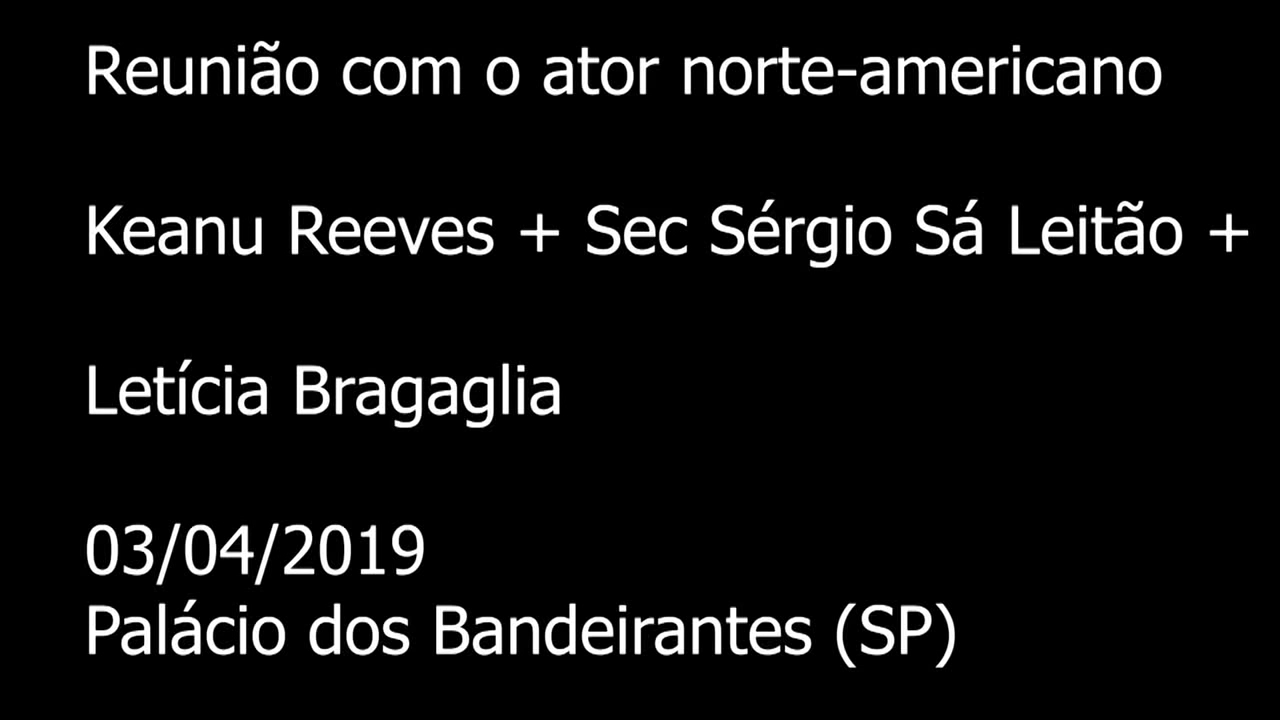 Reunião com o ator norte-americano
Keanu Reeves + Sec Sérgio Sá Leitão +
Letícia Bragaglia
03/04/2019
Palácio dos Bandeirantes (SP)